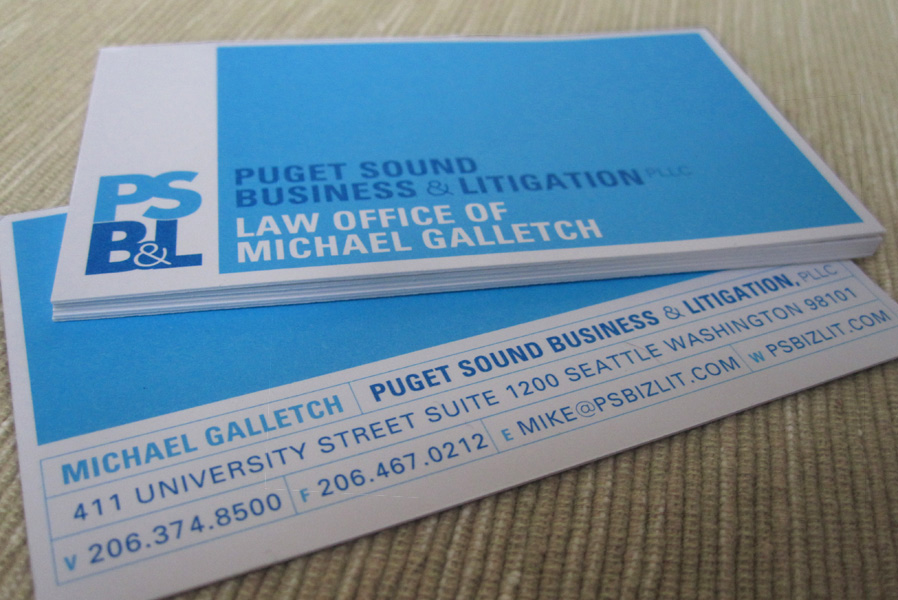 PS
B&L
PUGET SOUND
BUSINESS & LITIGATION PLLC
LAW OFFICE OF
MICHAEL GALLETCH
MICHAEL GALLETCH PUGET SOUND BUSINESS & LITIGATION, PLLC
411 UNIVERSITY STREET SUITE 1200 SEATTLE WASHINGTON 98101
V 206.374.8500 F 206.467.0212 E MIKE@PSBIZLIT.COM W PSBIZLIT.COM